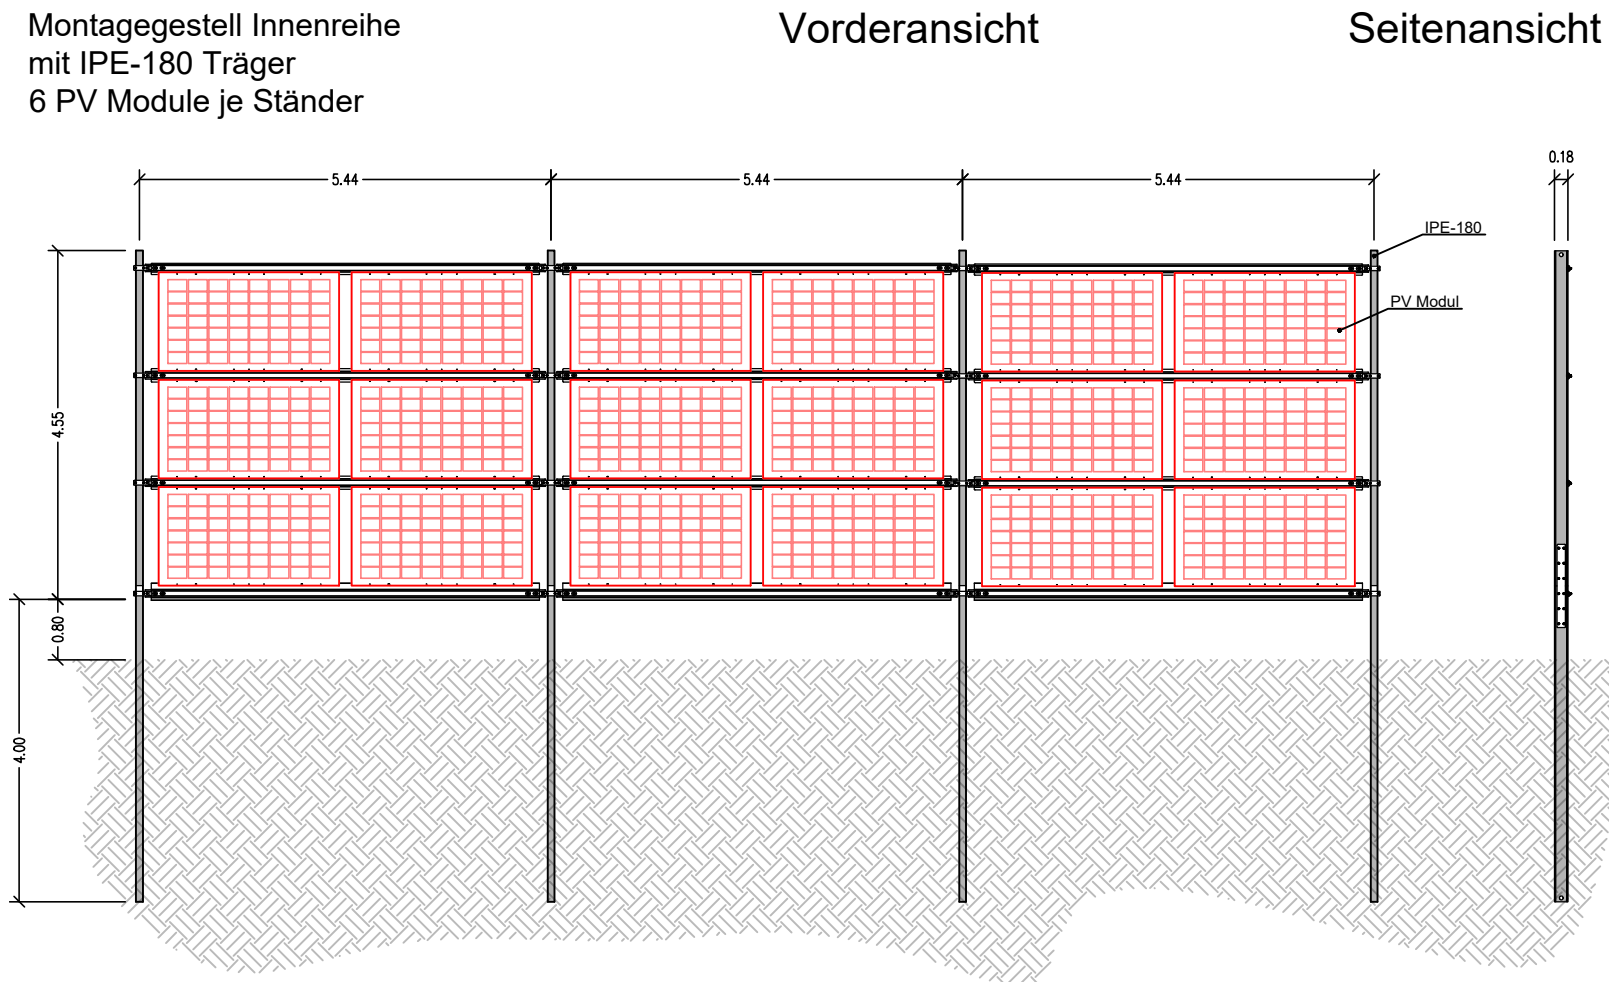 Montagegestell Innenreihe
mit IPE-180 Träger
6 PV Module je Ständer
Vorderansicht
Seitenansicht
5.44
5.44
5.44
0.18
IPE-180
PV Modul
4.55
0.80
4.00